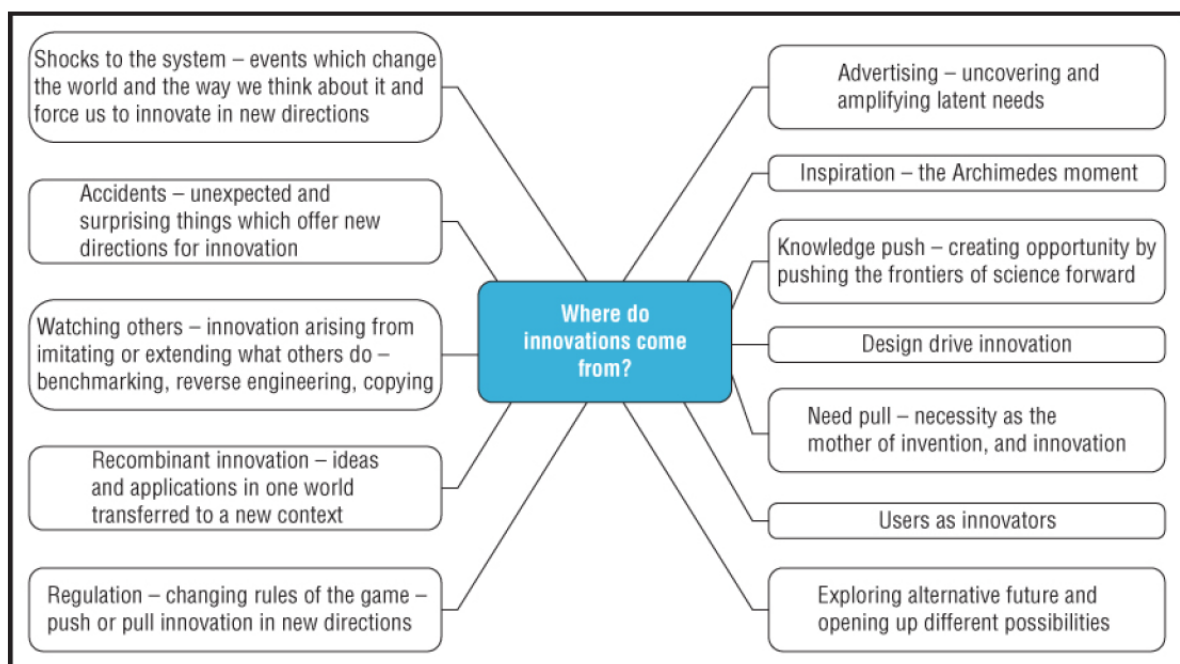 Shocks to the system – events which change
the world and the way we think about it and
force us to innovate in new directions
Accidents – unexpected and
surprising things which offer new
directions for innovation
Watching others – innovation arising from
imitating or extending what others do –
benchmarking, reverse engineering, copying
Recombinant innovation – ideas
and applications in one world
transferred to a new context
Regulation – changing rules of the game –
push or pull innovation in new directions
Where do
innovations come
from?
Advertising – uncovering and
amplifying latent needs
Inspiration – the Archimedes moment
Knowledge push – creating opportunity by
pushing the frontiers of science forward
Design drive innovation
Need pull – necessity as the
mother of invention, and innovation
Users as innovators
Exploring alternative future and
opening up different possibilities